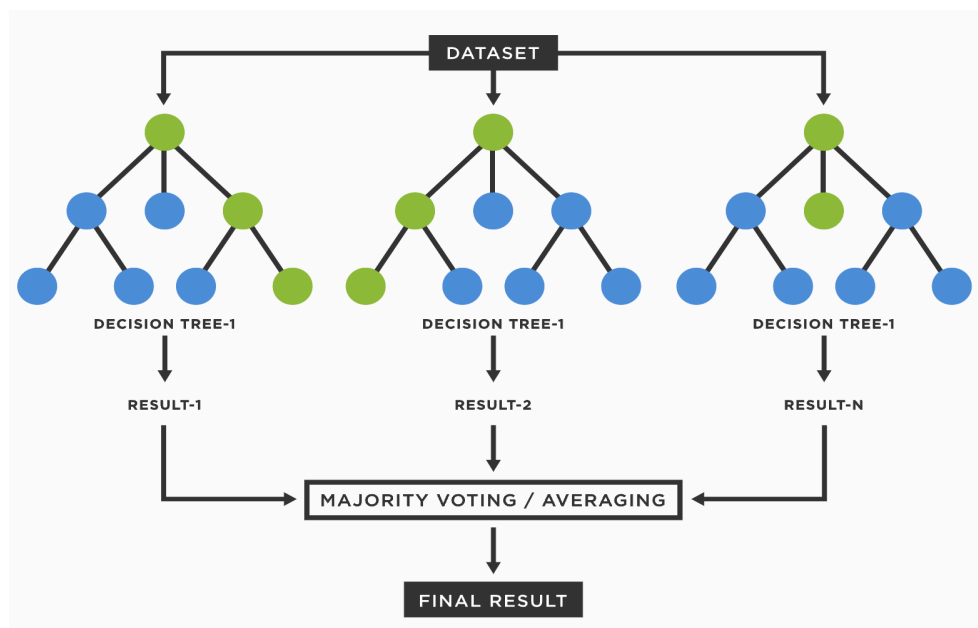 DATASET
DECISION TREE-1
DECISION TREE-1
DECISION TREE-1
RESULT-1
RESULT-2
RESULT-N
MAJORITY VOTING / AVERAGING
FINAL RESULT